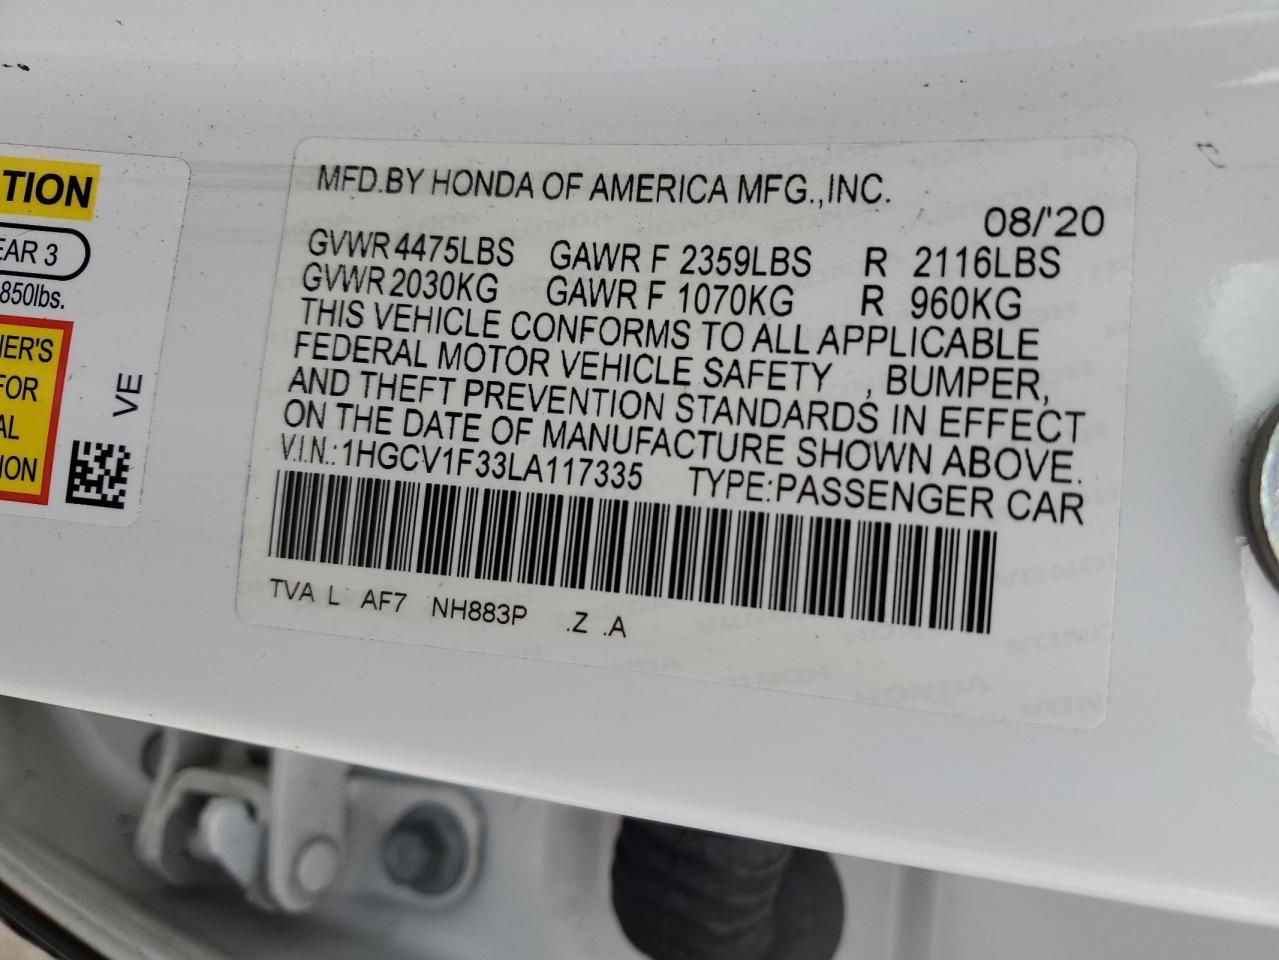 TION
EAR 3
850lbs.
IER'S
FOR
AL
ION
VE
MFD.BY HONDA OF AMERICA MFG.,INC.
08/'20
GVWR 4475LBS GAWR F 2359LBS R 2116LBS
GVWR 2030KG GAWR F 1070KG R 960KG
THIS VEHICLE CONFORMS TO ALL APPLICABLE
FEDERAL MOTOR VEHICLE SAFETY , BUMPER,
AND THEFT PREVENTION STANDARDS IN EFFECT
ON THE DATE OF MANUFACTURE SHOWN ABOVE.
V.I.N.: 1HGCV1F33LA117335 TYPE:PASSENGER CAR
TVA L AF7 NH883P .Z .A